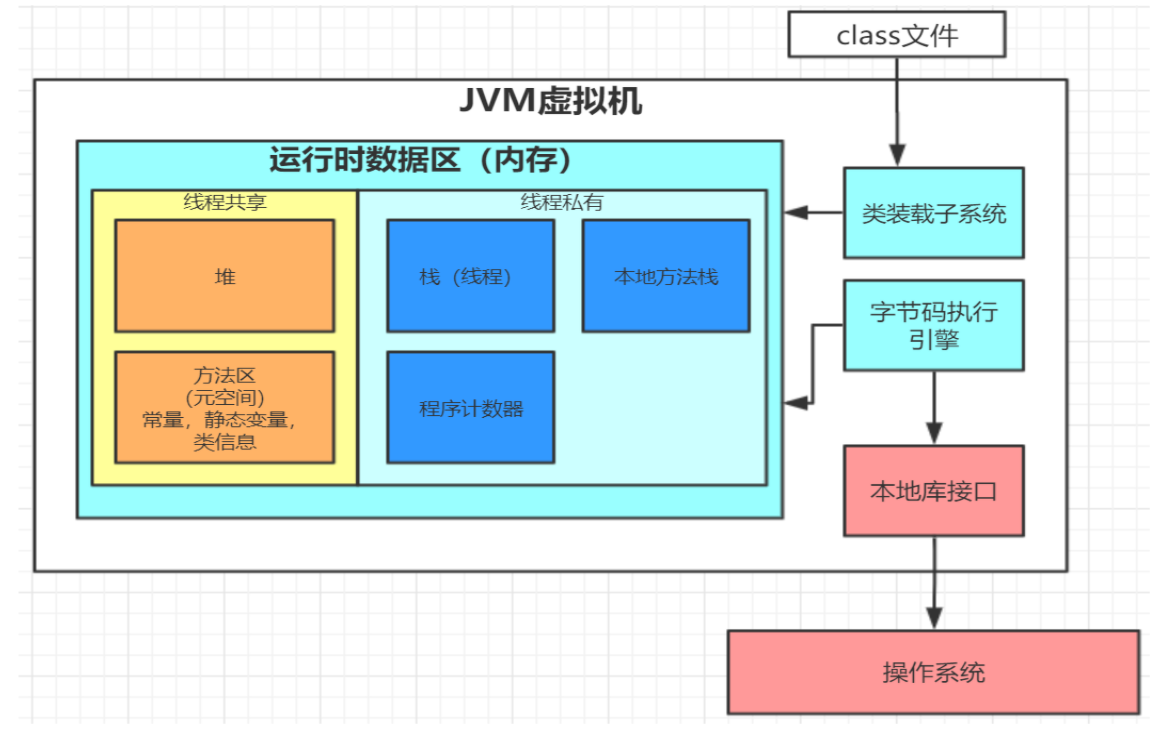 class文件
JVM虚拟机
运行时数据区（内存）
线程共享
线程私有
堆
栈（线程）
本地方法栈
方法区
(元空间)
常量，静态变量，
类信息
程序计数器
类装载子系统
字节码执行
引擎
本地库接口
操作系统